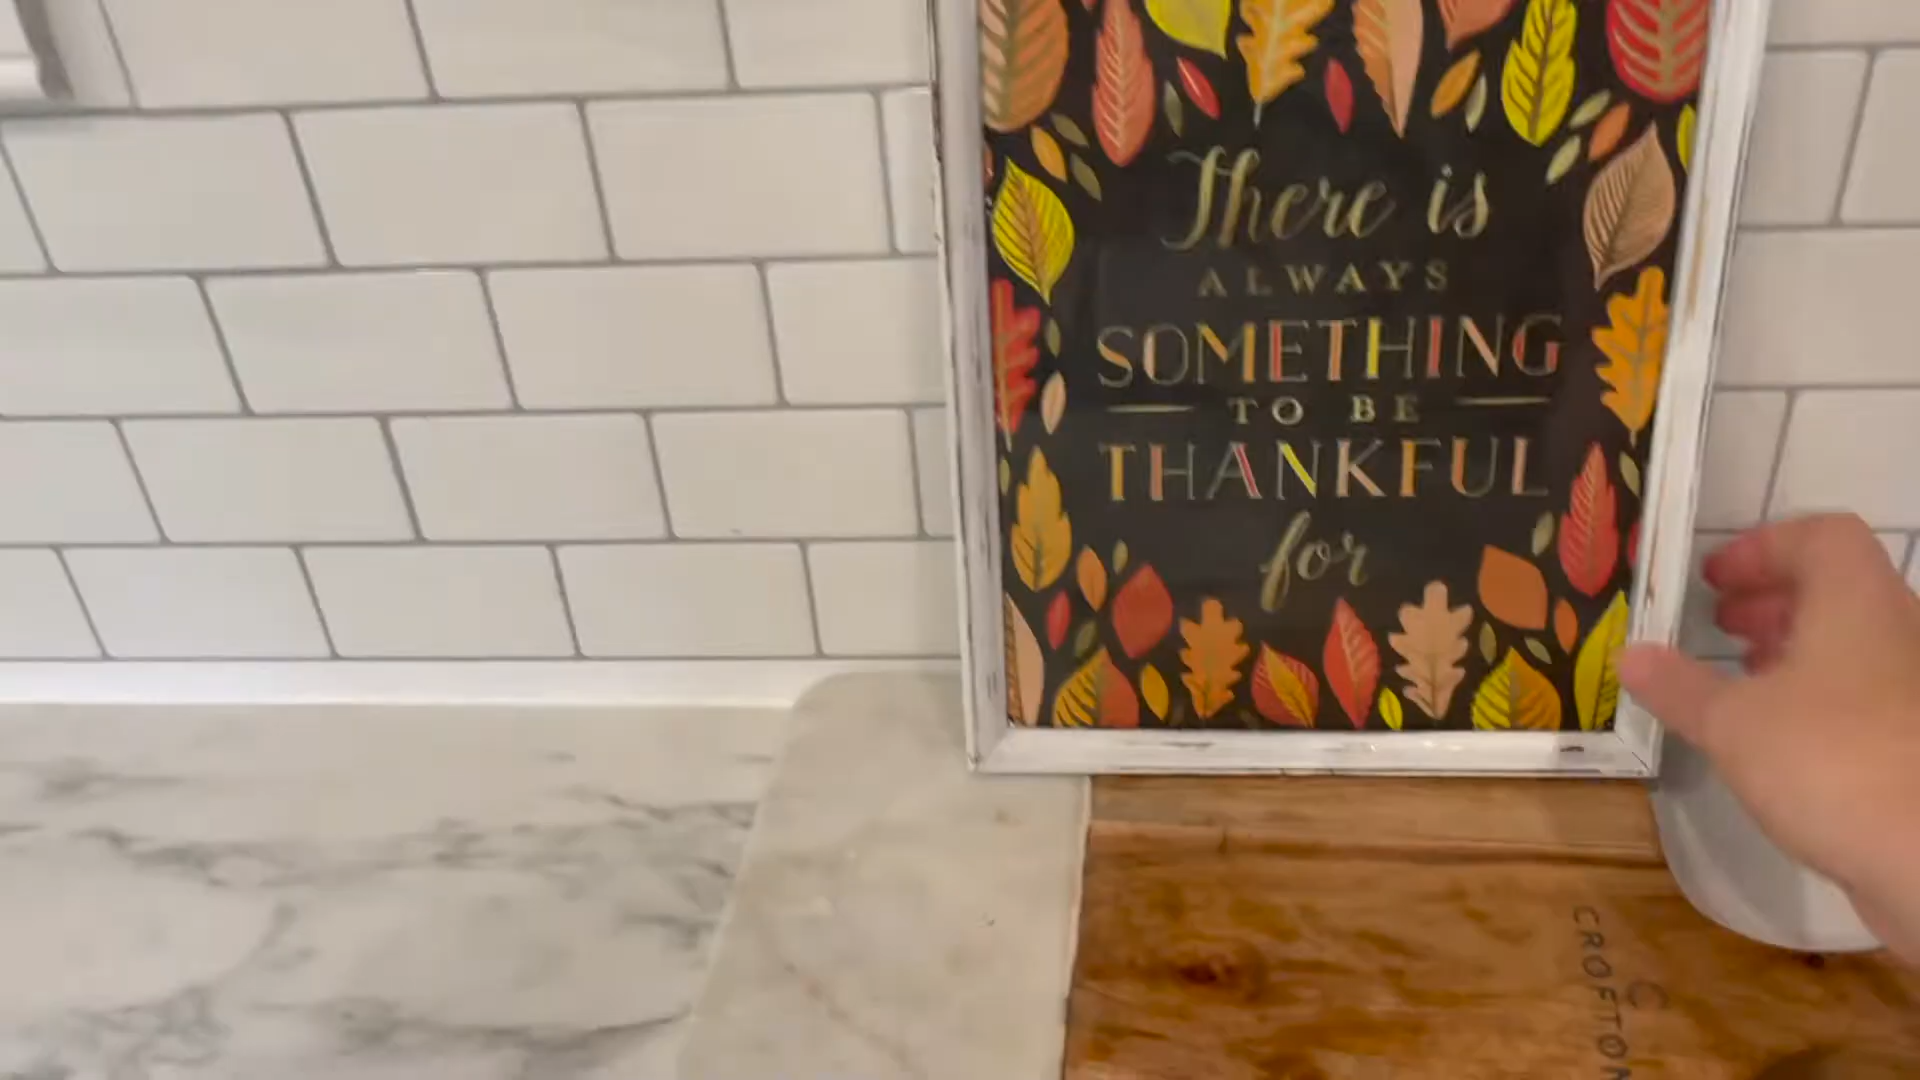 There is
ALWAYS
SOMETHING
TO BE
THANKFUL
for
CROFTON